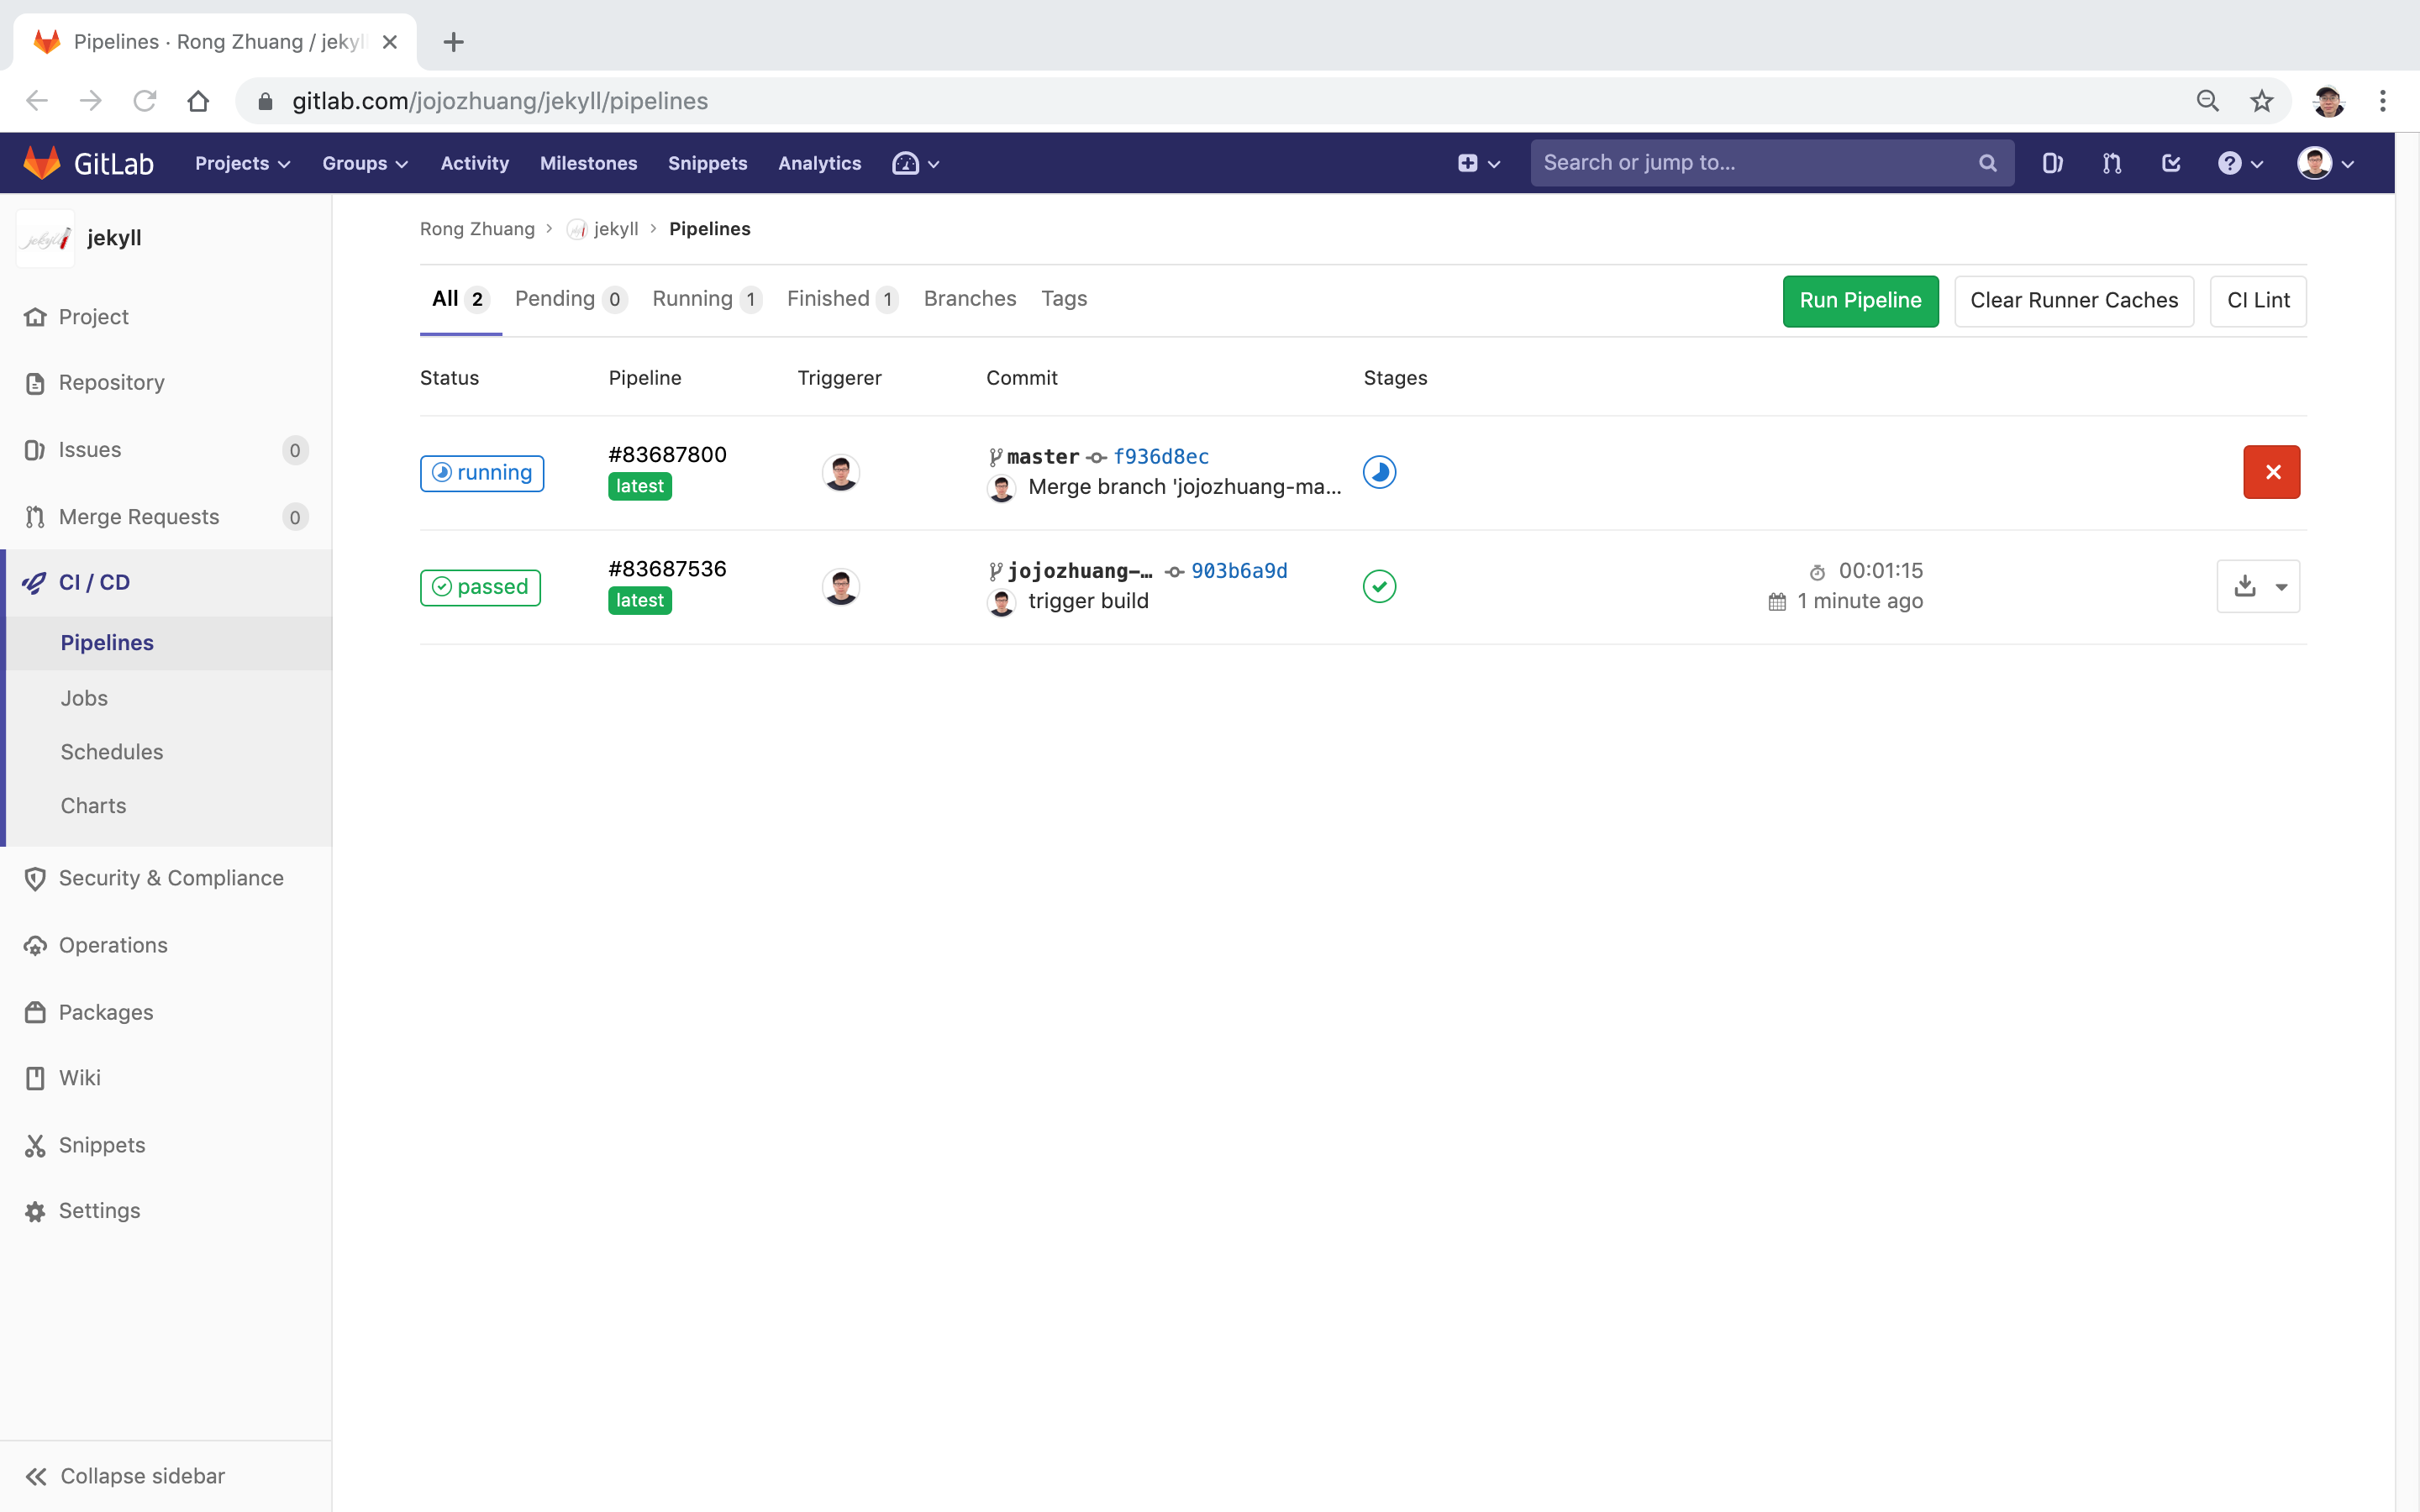 Pipelines · Rong Zhuang / jekyl
gitlab.com/jojozhuang/jekyll/pipelines
GitLab Projects Groups Activity Milestones Snippets Analytics Search or jump to...
jekyll
Project
Repository
Issues 0
Merge Requests 0
CI / CD
Pipelines
Jobs
Schedules
Charts
Security & Compliance
Operations
Packages
Wiki
Snippets
Settings
Collapse sidebar
Rong Zhuang › jekyll › Pipelines
All 2 Pending 0 Running 1 Finished 1 Branches Tags Run Pipeline Clear Runner Caches CI Lint
Status Pipeline Triggerer Commit Stages
running #83687800 latest master f936d8ec
Merge branch 'jojozhuang-ma...
passed #83687536 latest jojozhuang-… 903b6a9d 00:01:15
trigger build 1 minute ago